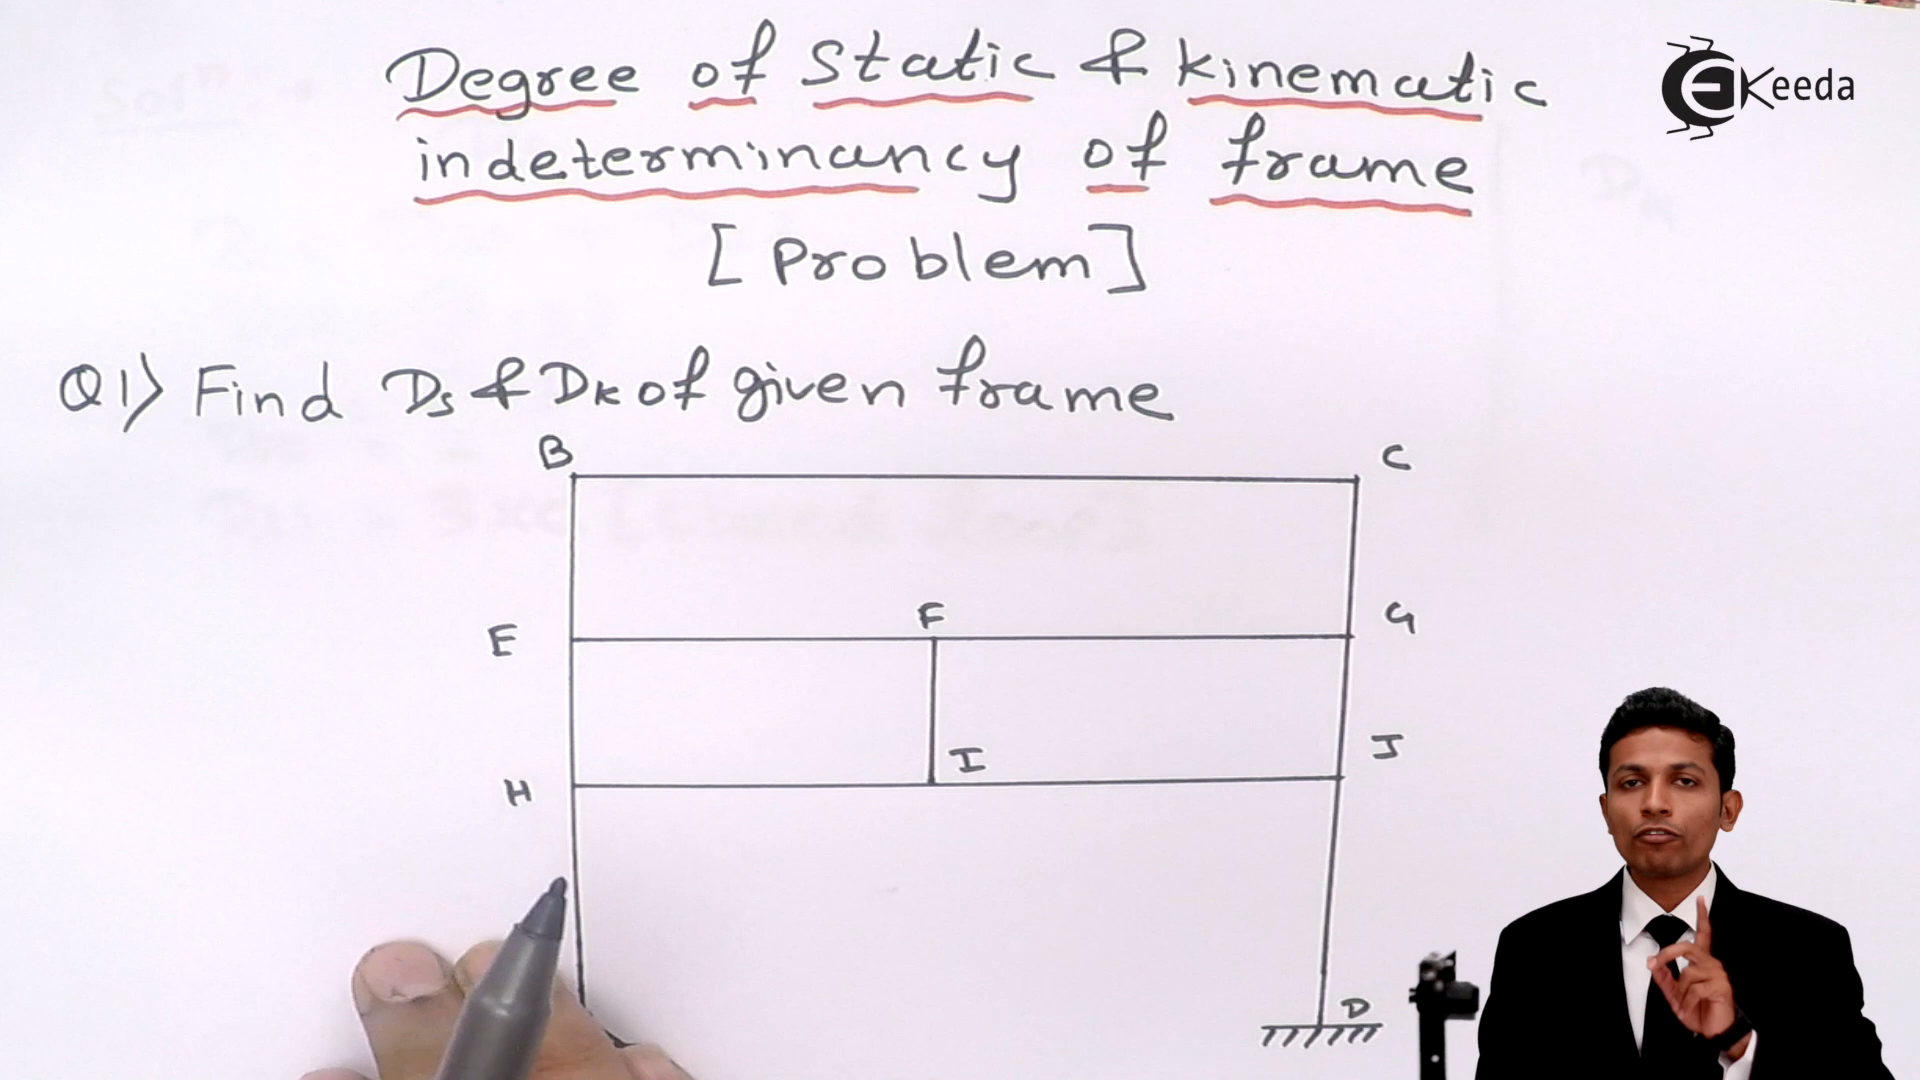 Degree of static & kinematic
EKeeda
indeterminancy of frame
[Problem]
Q1) Find Ds & DK of given frame
B
C
E
F
G
H
I
J
D